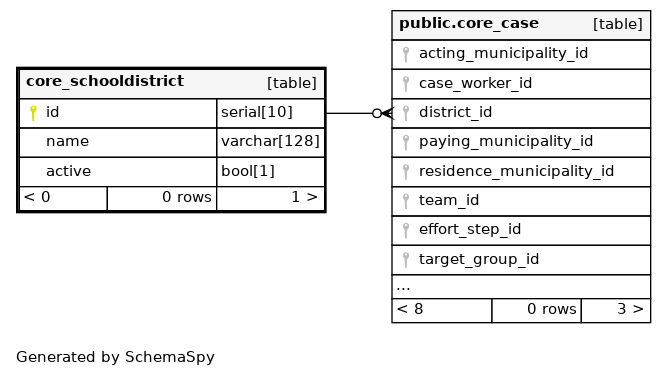 core_schooldistrict [table]
id serial[10]
name varchar[128]
active bool[1]
< 0 0 rows 1 >
public.core_case [table]
acting_municipality_id
case_worker_id
district_id
paying_municipality_id
residence_municipality_id
team_id
effort_step_id
target_group_id
...
< 8 0 rows 3 >
Generated by SchemaSpy